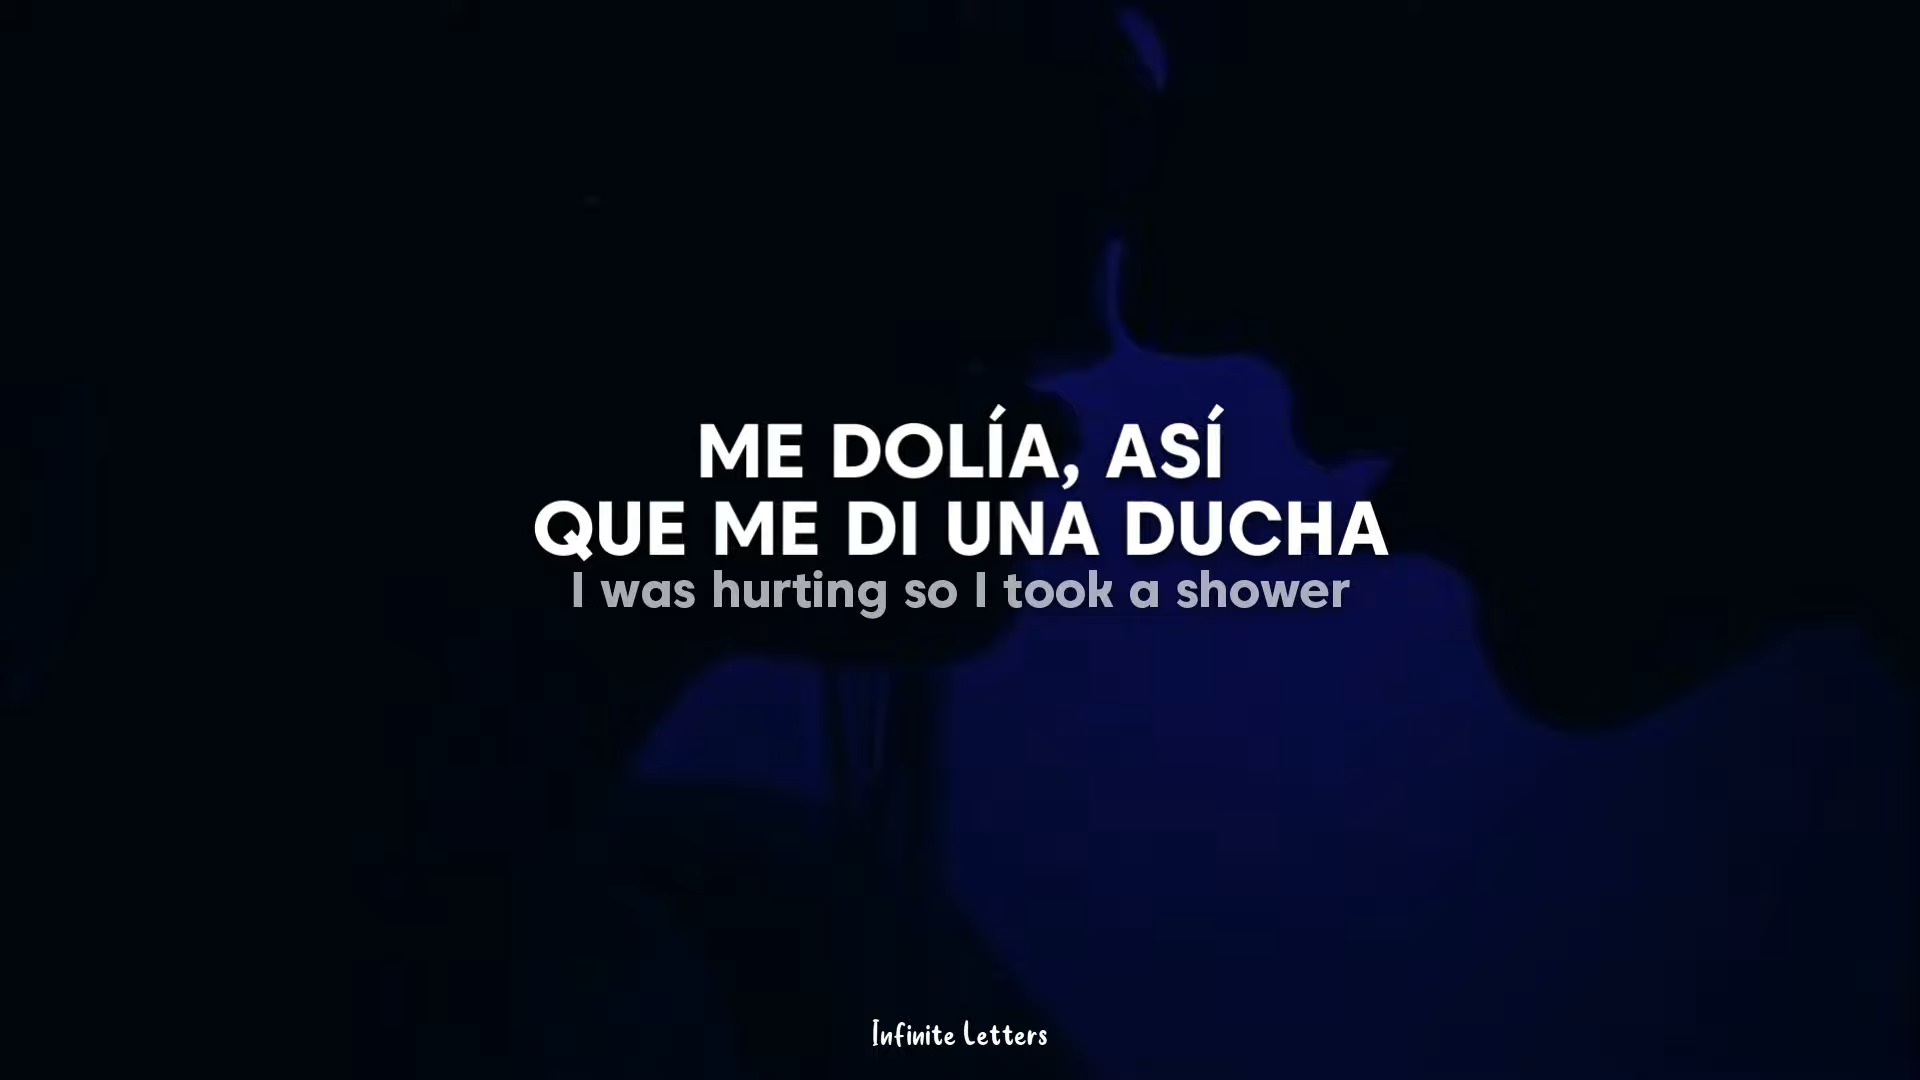 ME DOLÍA, ASÍ
QUE ME DI UNA DUCHA
I was hurting so I took a shower
Infinite Letters